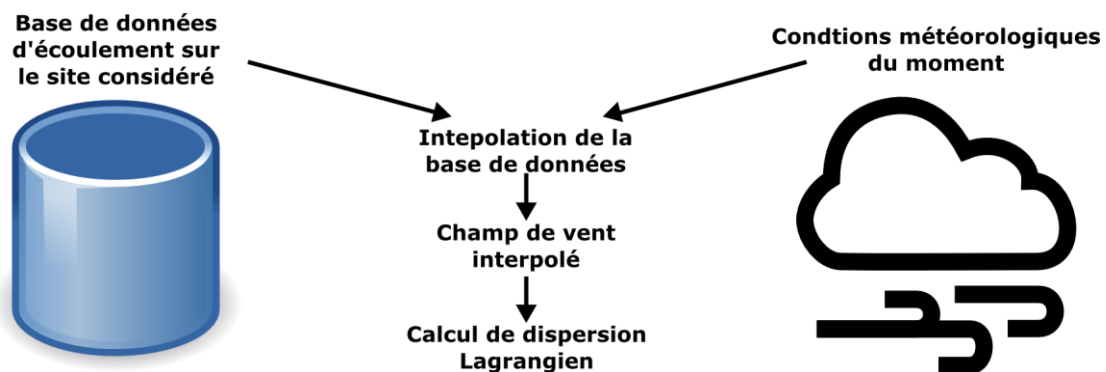 Base de données
d'écoulement sur
le site considéré
Condtions météorologiques
du moment
Intepolation de la
base de données
Champ de vent
interpolé
Calcul de dispersion
Lagrangien